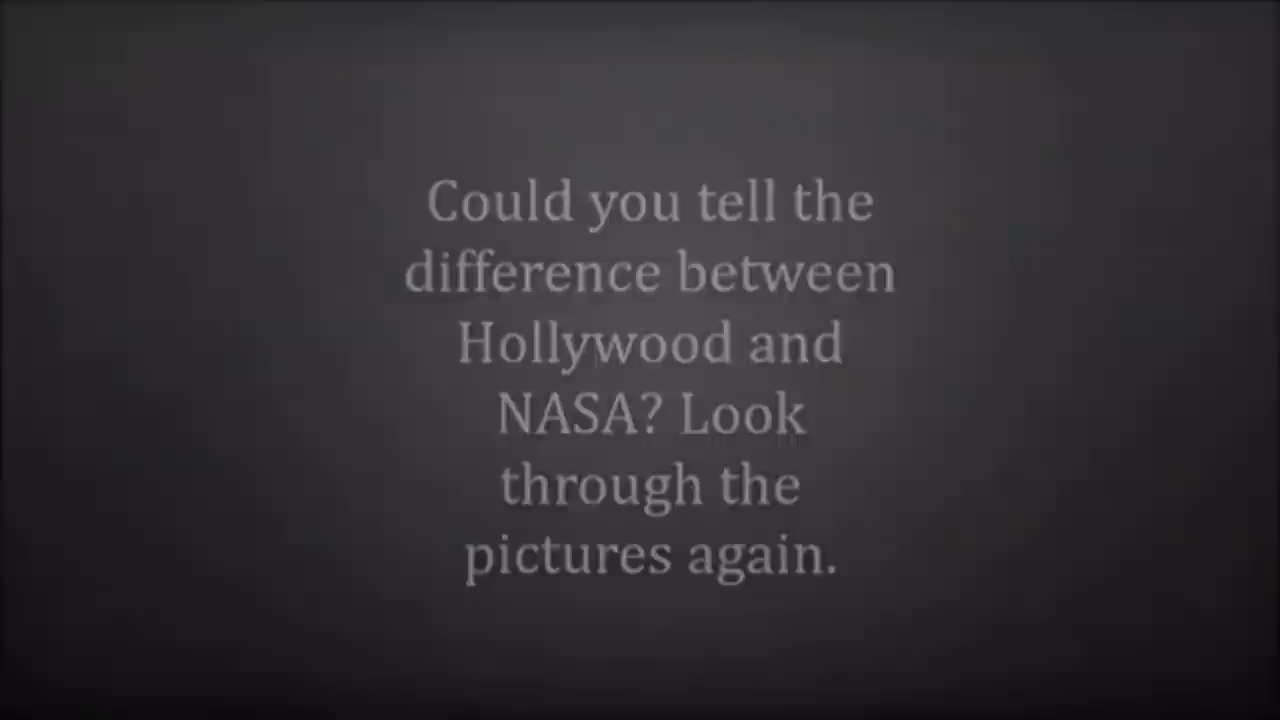 Could you tell the
difference between
Hollywood and
NASA? Look
through the
pictures again.